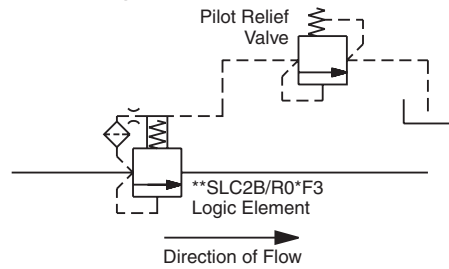 Pilot Relief
Valve
**SLC2B/R0*F3
Logic Element
Direction of Flow